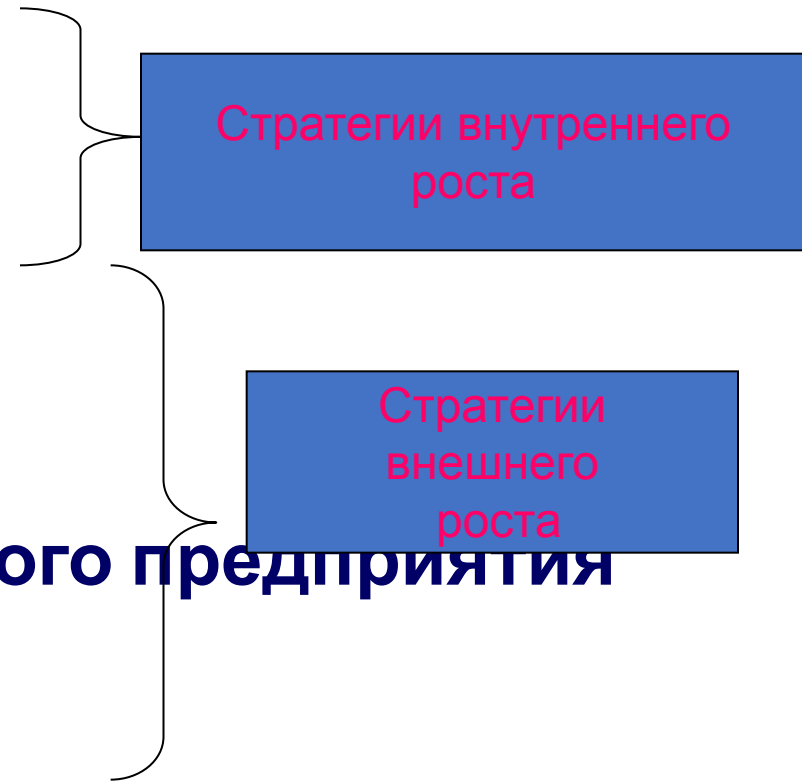 Стратегии внутреннего
роста
Стратегии
внешнего
роста
ого предприятия